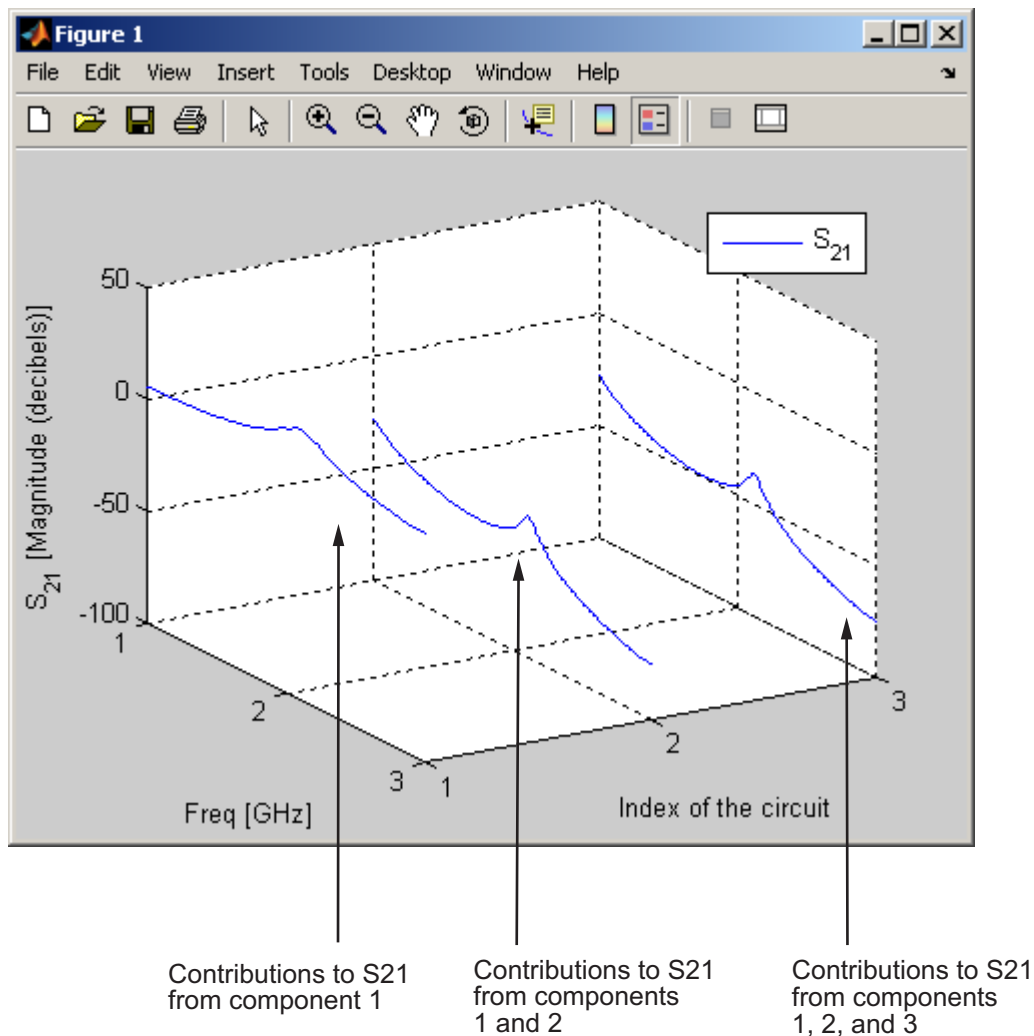 Figure 1
File Edit View Insert Tools Desktop Window Help
S21
50
0
-50
-100
S21 [Magnitude (decibels)]
1
2
3
Freq [GHz]
1
2
3
Index of the circuit
Contributions to S21
from component 1
Contributions to S21
from components
1 and 2
Contributions to S21
from components
1, 2, and 3